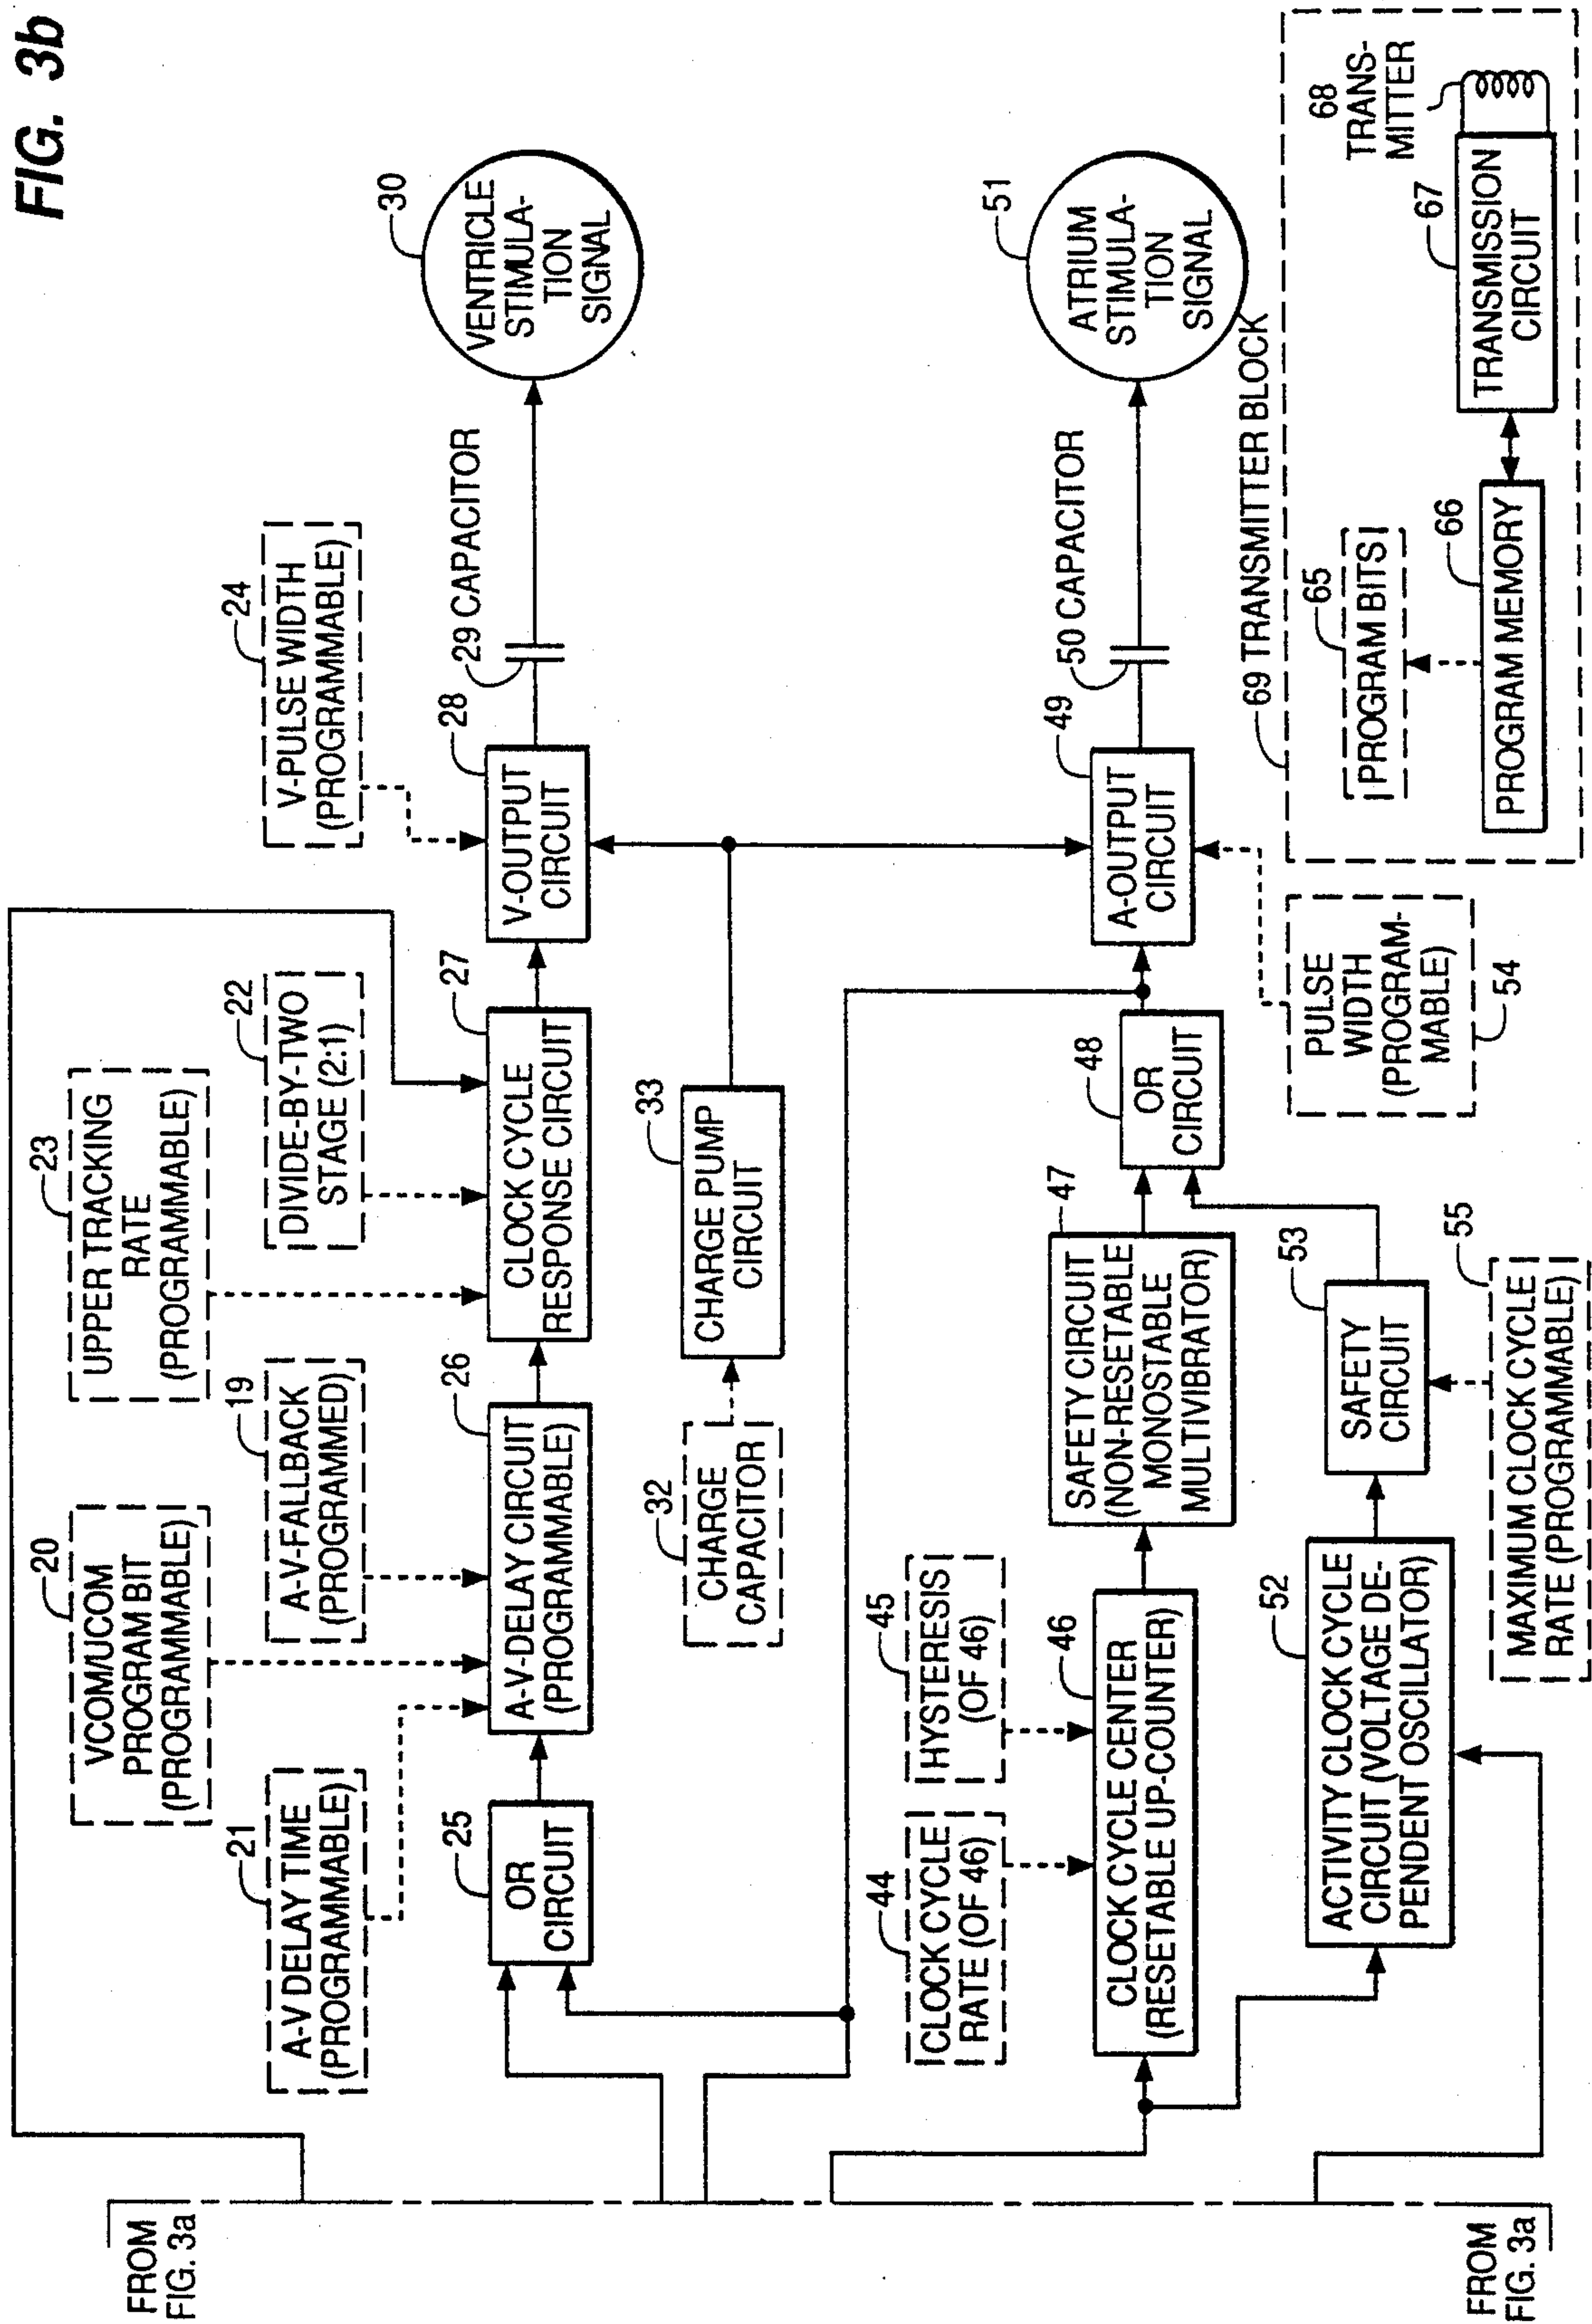 FIG. 3b
FROM
FIG. 3a
20
VCOM/UCOM
PROGRAM BIT
(PROGRAMMABLE)
23
UPPER TRACKING
RATE
(PROGRAMMABLE)
21
A-V DELAY TIME
(PROGRAMMABLE)
19
A-V-FALLBACK
(PROGRAMMED)
22
DIVIDE-BY-TWO
STAGE (2:1)
24
V-PULSE WIDTH
(PROGRAMMABLE)
25
OR
CIRCUIT
26
A-V-DELAY CIRCUIT
(PROGRAMMABLE)
27
CLOCK CYCLE
RESPONSE CIRCUIT
28
V-OUTPUT
CIRCUIT
29 CAPACITOR
30
VENTRICLE
STIMULA-
TION
SIGNAL
32
CHARGE
CAPACITOR
33
CHARGE PUMP
CIRCUIT
44
CLOCK CYCLE
RATE (OF 46)
45
HYSTERESIS
(OF 46)
46
CLOCK CYCLE CENTER
(RESETABLE UP-COUNTER)
47
SAFETY CIRCUIT
(NON-RESETABLE
MONOSTABLE
MULTIVIBRATOR)
48
OR
CIRCUIT
49
A-OUTPUT
CIRCUIT
50 CAPACITOR
51
ATRIUM
STIMULA-
TION
SIGNAL
52
ACTIVITY CLOCK CYCLE
CIRCUIT (VOLTAGE DE-
PENDENT OSCILLATOR)
53
SAFETY
CIRCUIT
PULSE
WIDTH
(PROGRAM-
MABLE)
54
55
MAXIMUM CLOCK CYCLE
RATE (PROGRAMMABLE)
69 TRANSMITTER BLOCK
65
PROGRAM BITS
66
PROGRAM MEMORY
67
TRANSMISSION
CIRCUIT
68
TRANS-
MITTER
FROM
FIG. 3a